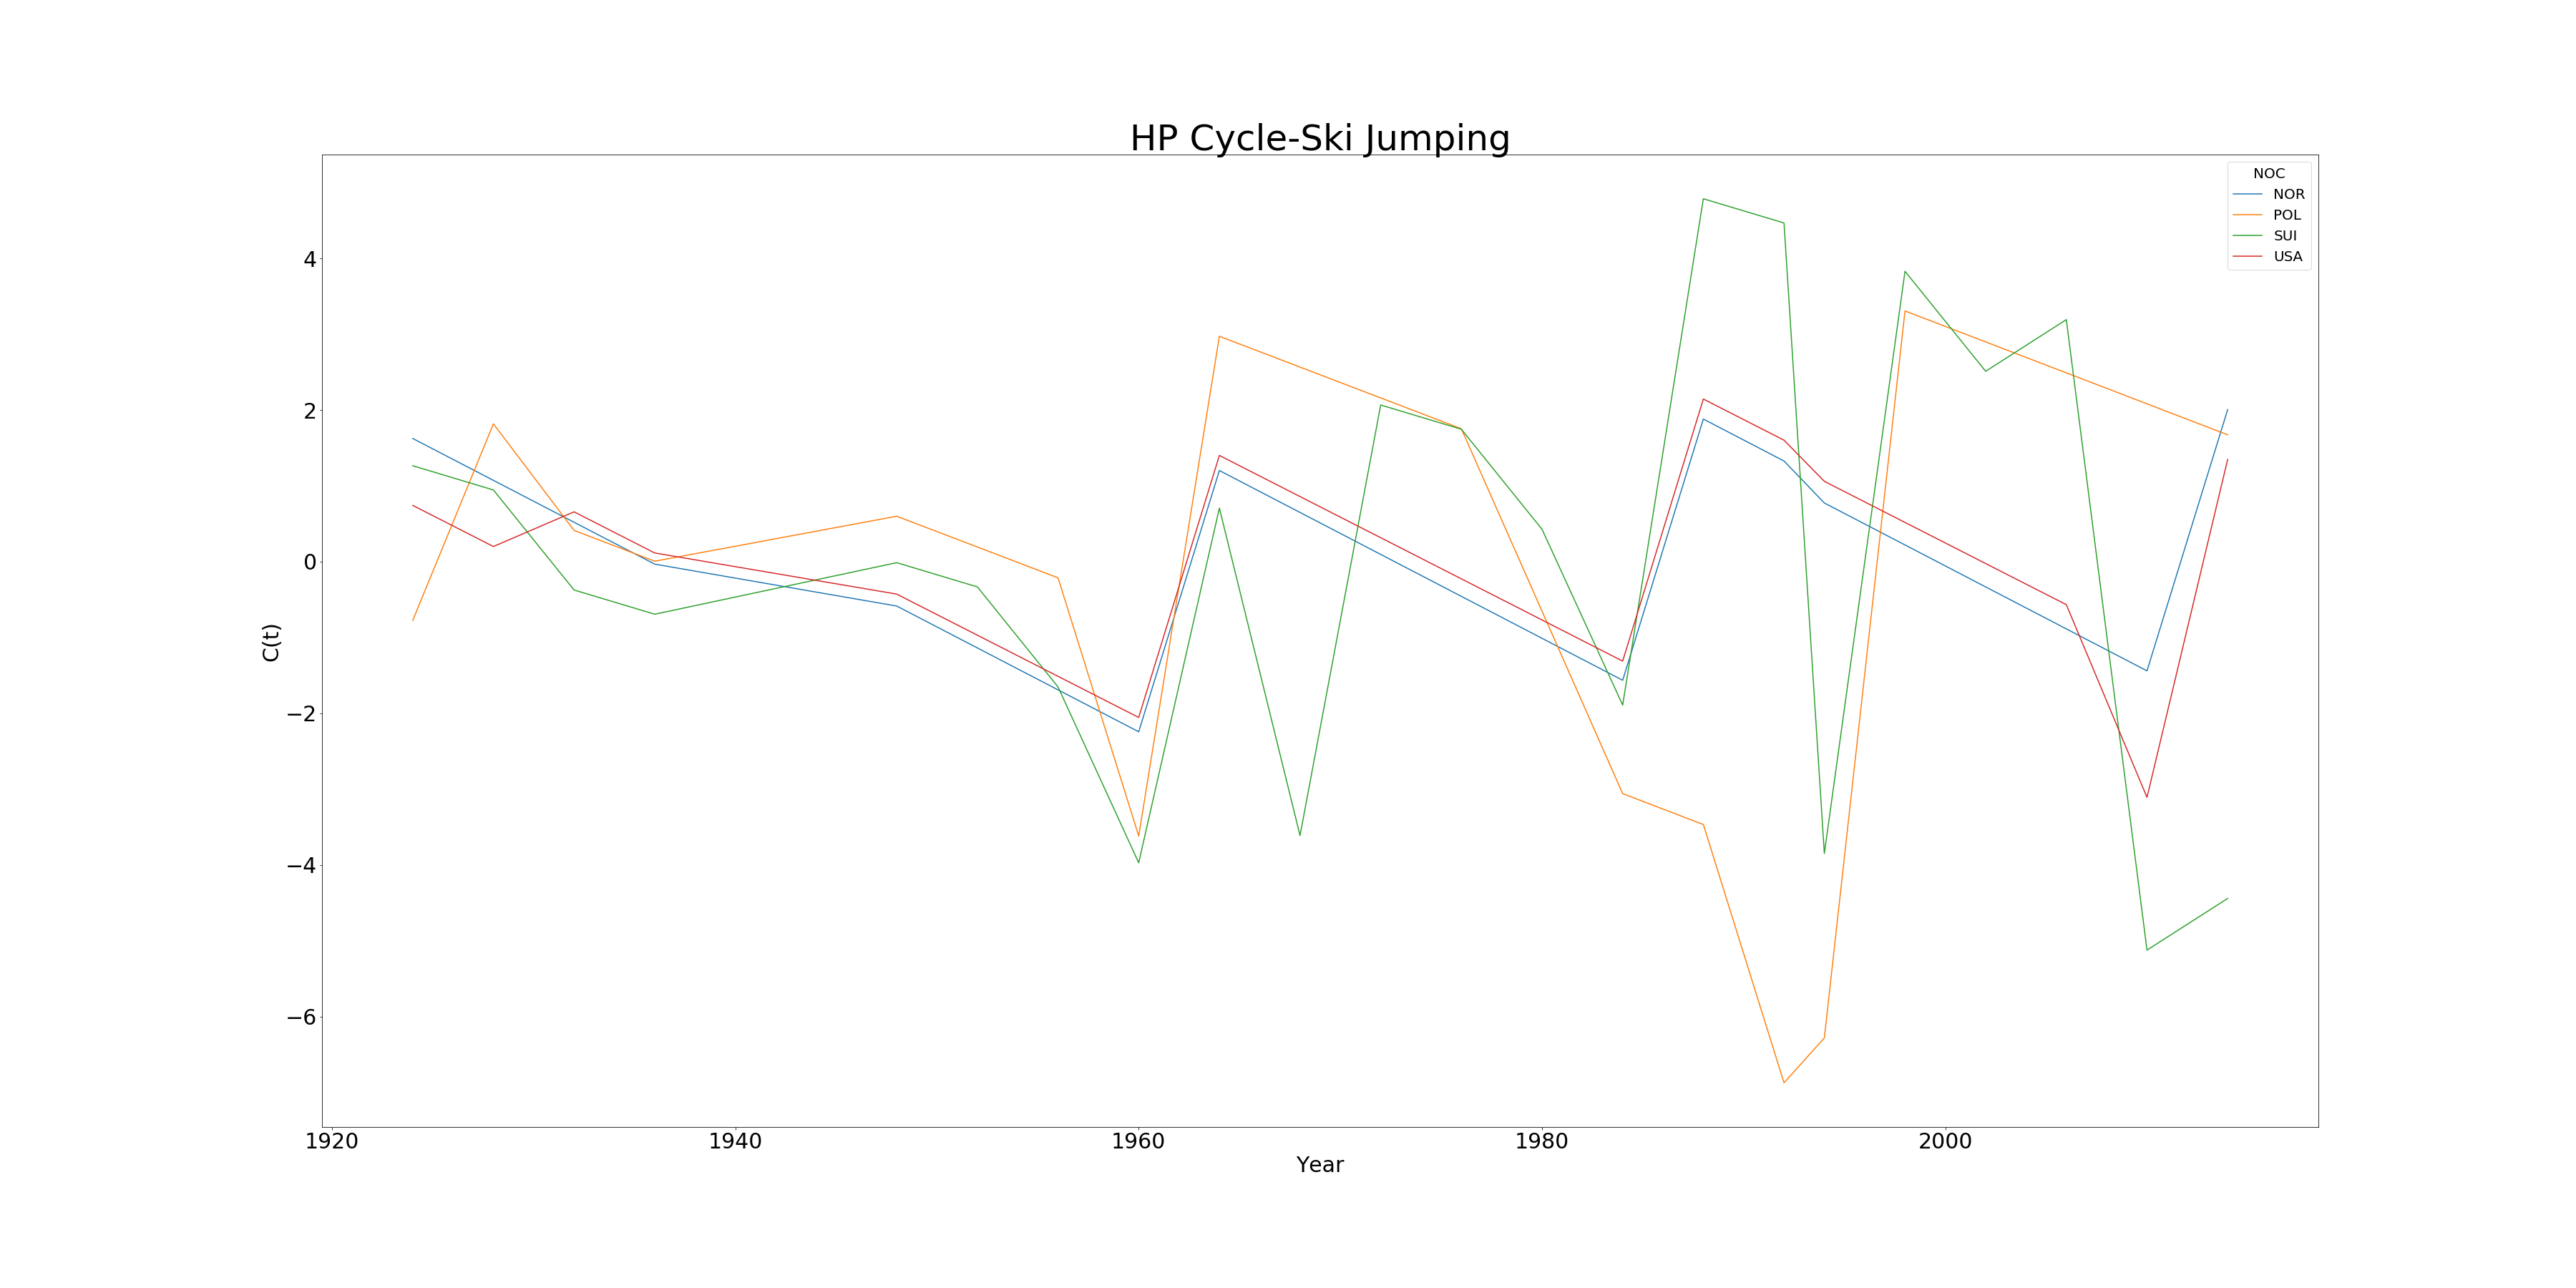 HP Cycle-Ski Jumping
NOC
NOR
POL
SUI
USA
4
2
0
−2
−4
−6
C(t)
1920 1940 1960 1980 2000
Year